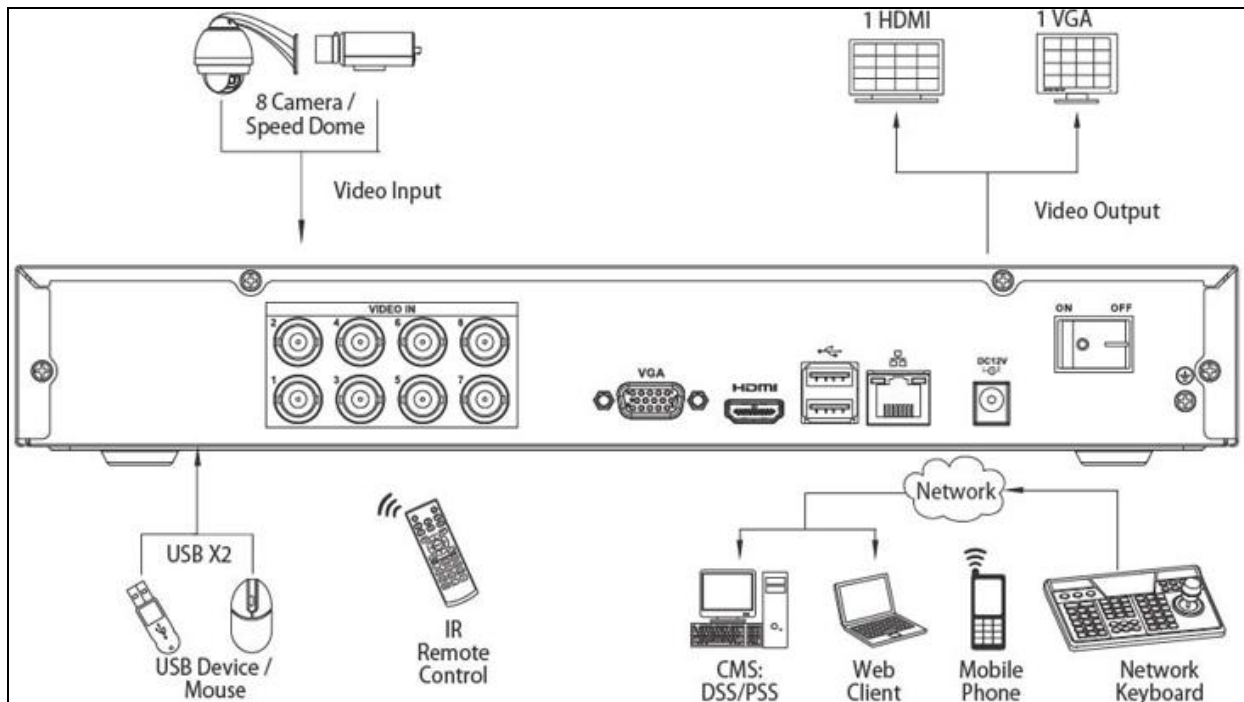 1 HDMI
1 VGA
8 Camera /
Speed Dome
Video Input
Video Output
VIDEO IN
2 4 6 8
1 3 5 7
VGA
HDMI
DC12V
ON OFF
Network
USB X2
USB Device /
Mouse
IR
Remote
Control
CMS:
DSS/PSS
Web
Client
Mobile
Phone
Network
Keyboard